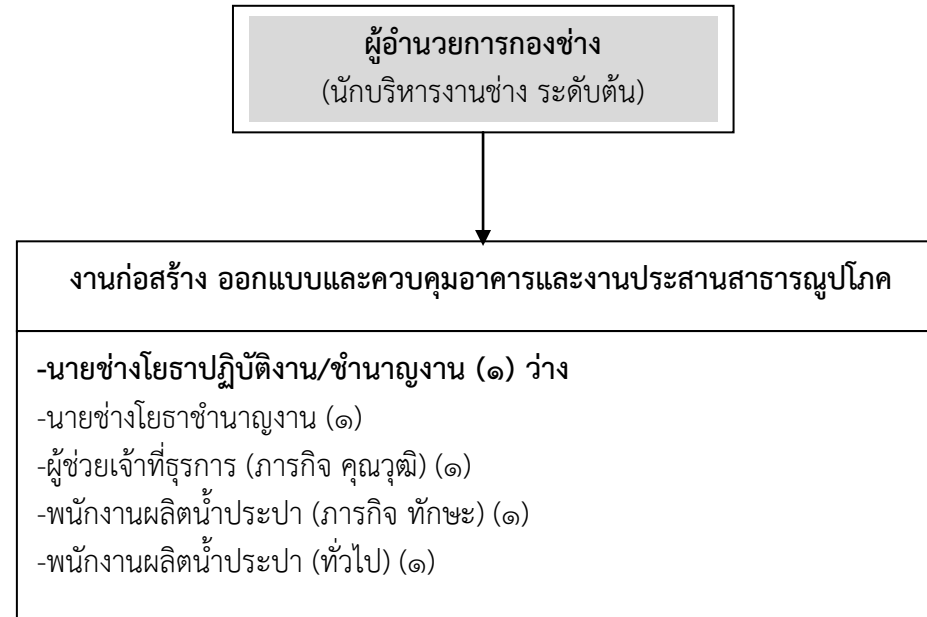 ผู้อำนวยการกองช่าง
(นักบริหารงานช่าง ระดับต้น)
งานก่อสร้าง ออกแบบและควบคุมอาคารและงานประสานสาธารณูปโภค
-นายช่างโยธาปฏิบัติงาน/ชำนาญงาน (๑) ว่าง
-นายช่างโยธาชำนาญงาน (๑)
-ผู้ช่วยเจ้าที่ธุรการ (ภารกิจ คุณวุฒิ) (๑)
-พนักงานผลิตน้ำประปา (ภารกิจ ทักษะ) (๑)
-พนักงานผลิตน้ำประปา (ทั่วไป) (๑)